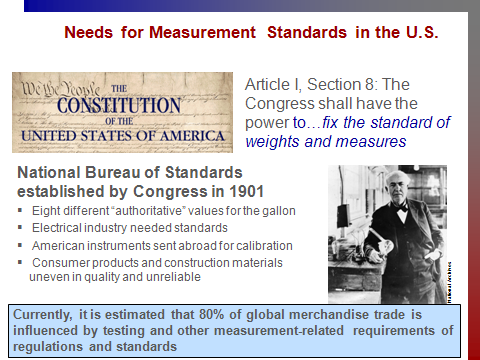 Needs for Measurement Standards in the U.S.
We the People
THE
CONSTITUTION
OF THE
UNITED STATES OF AMERICA
Article I, Section 8: The
Congress shall have the
power to…fix the standard of
weights and measures
National Bureau of Standards
established by Congress in 1901
▪ Eight different “authoritative” values for the gallon
▪ Electrical industry needed standards
▪ American instruments sent abroad for calibration
▪ Consumer products and construction materials
uneven in quality and unreliable
National Archives
Currently, it is estimated that 80% of global merchandise trade is
influenced by testing and other measurement-related requirements of
regulations and standards